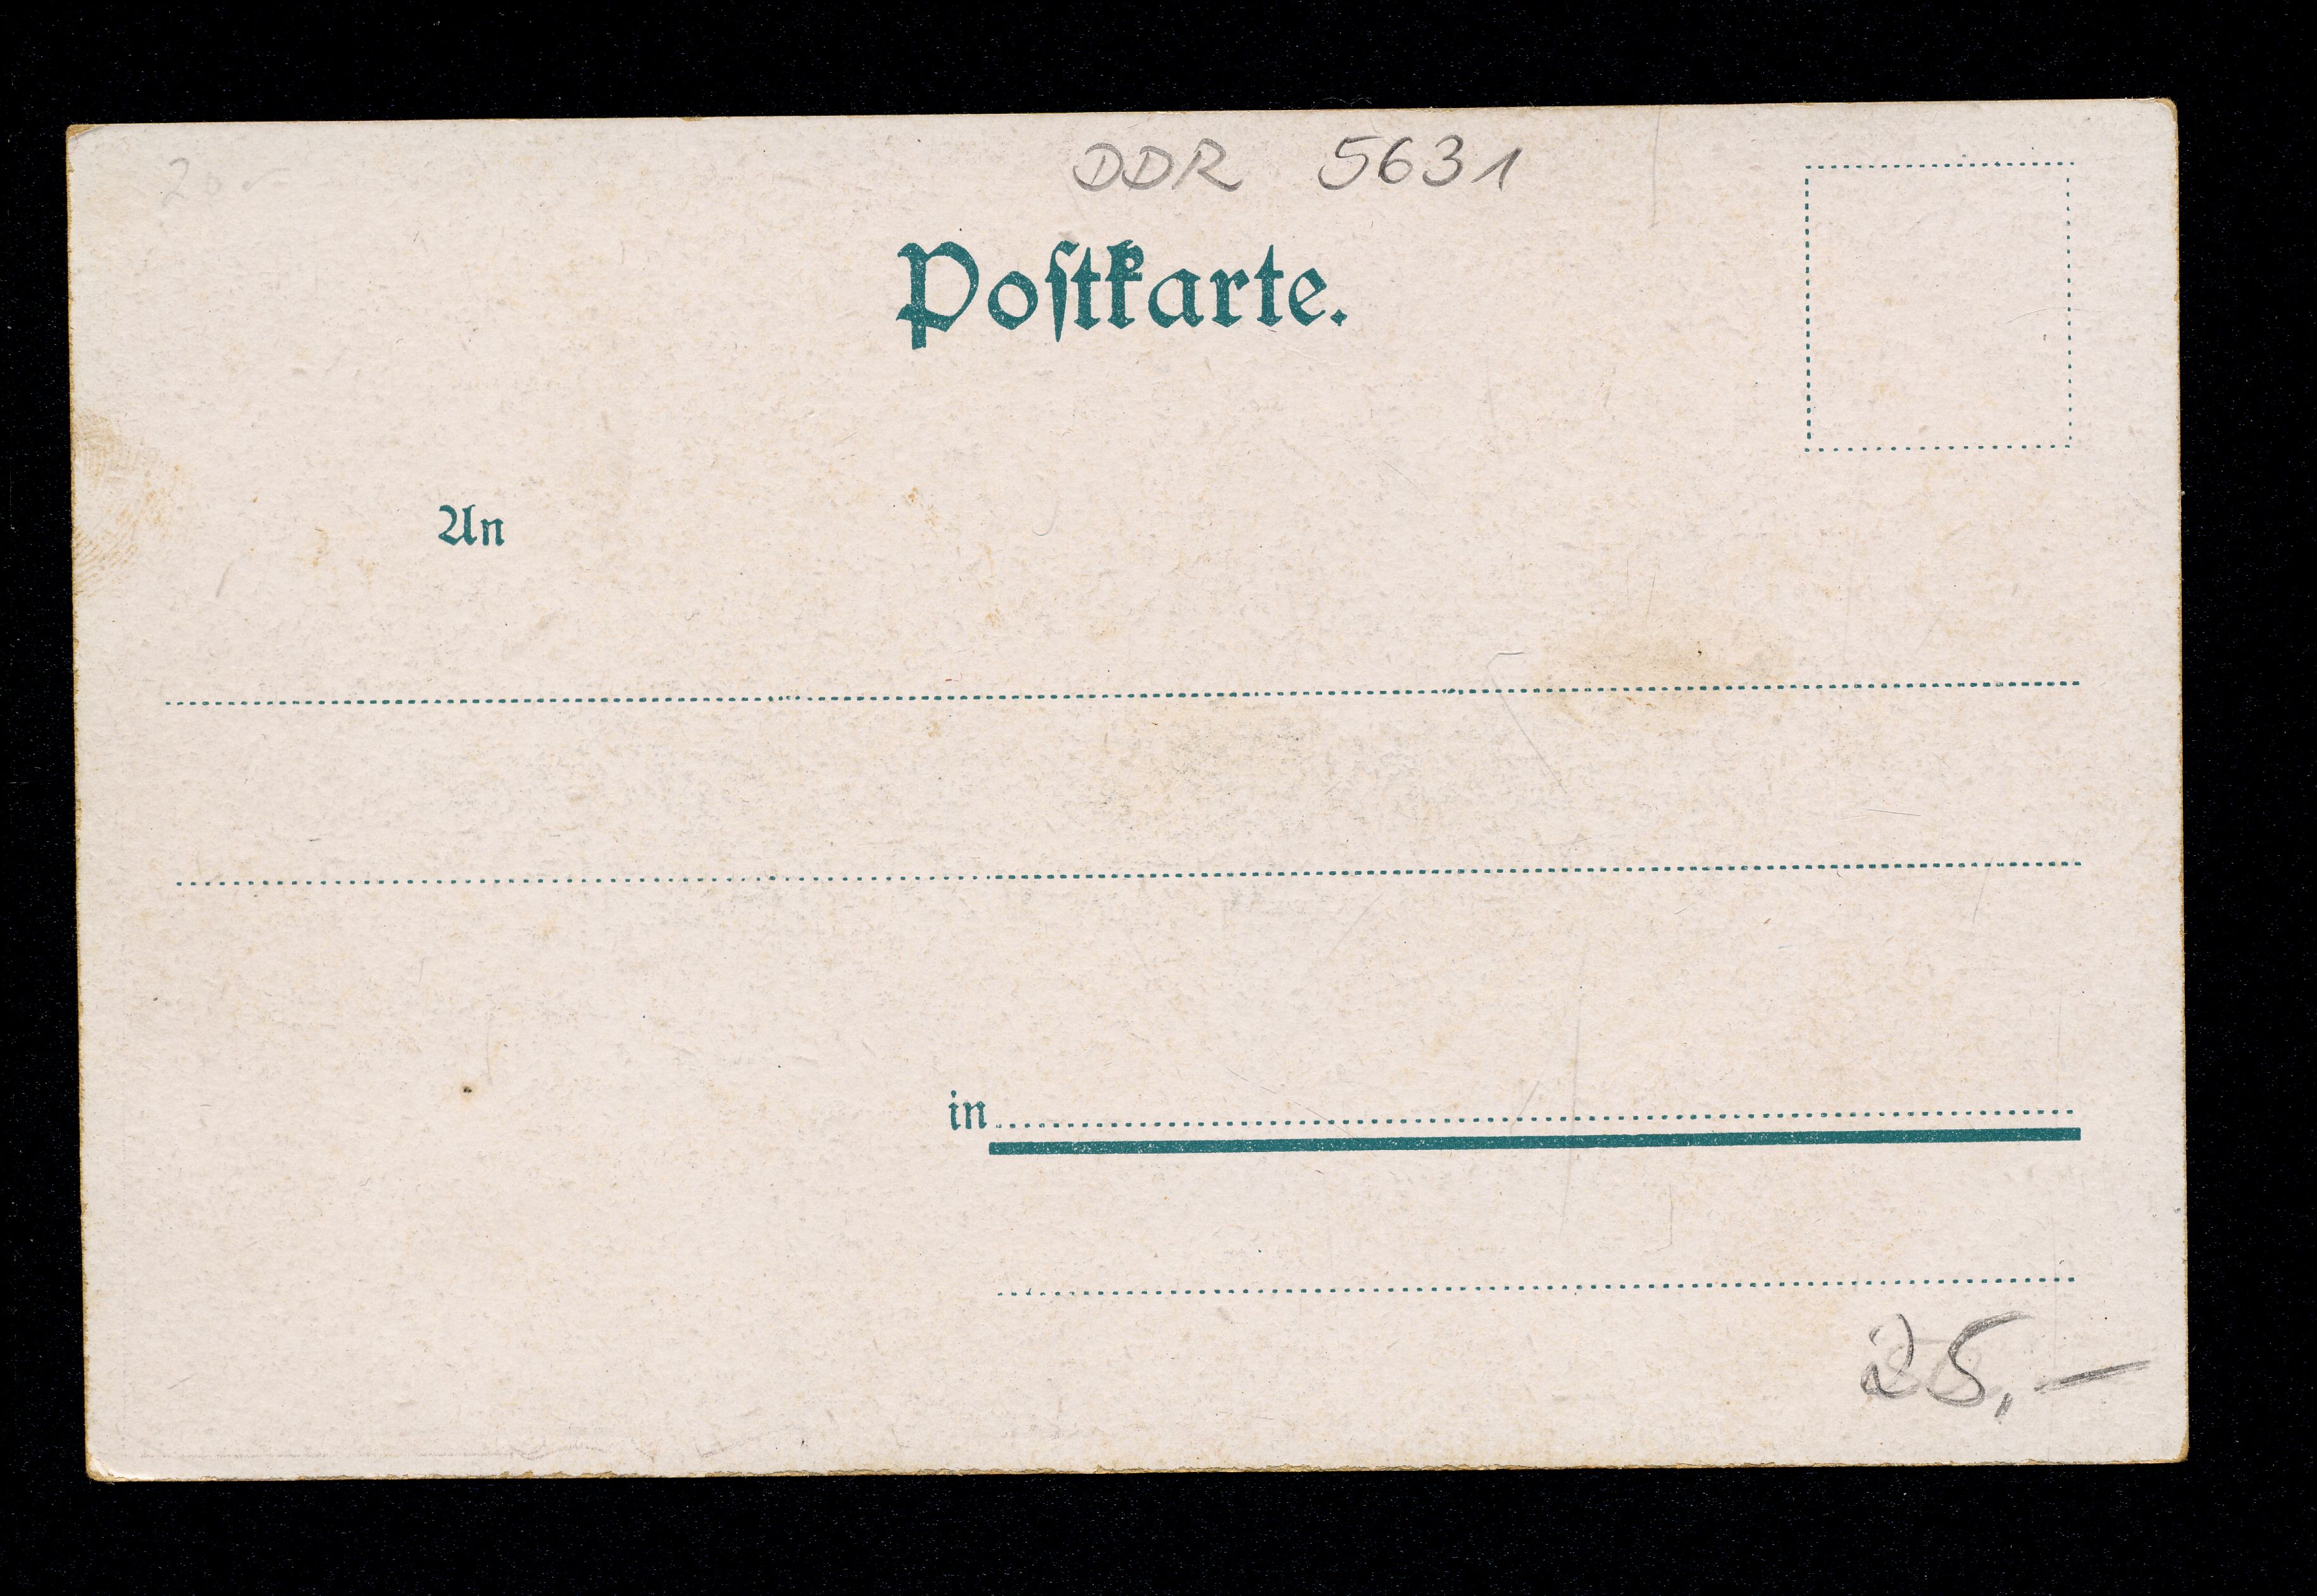 DDR 5631
Poſtkarte.
An
in
25,-